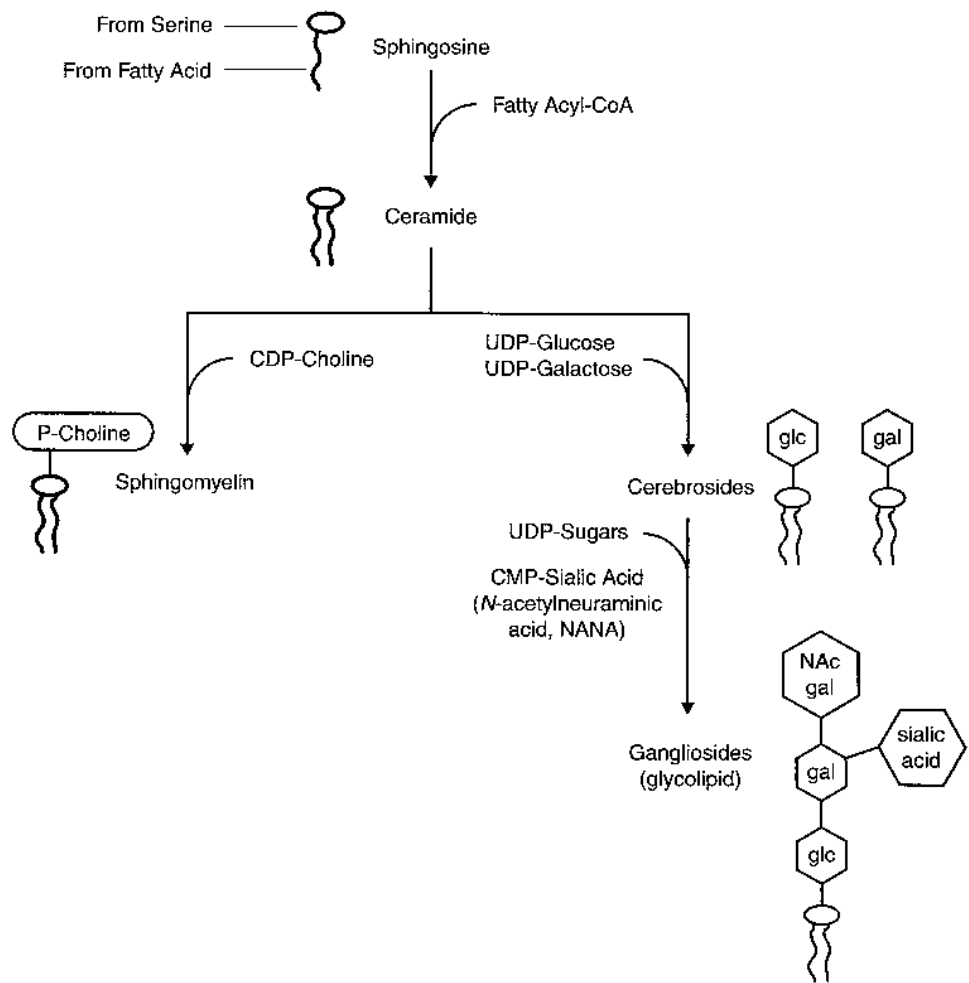 From Serine
Sphingosine
From Fatty Acid
Fatty Acyl-CoA
Ceramide
CDP-Choline
UDP-Glucose
UDP-Galactose
P-Choline
Sphingomyelin
glc
gal
Cerebrosides
UDP-Sugars
CMP-Sialic Acid
(N-acetylneuraminic
acid, NANA)
NAc
gal
sialic
acid
Gangliosides
(glycolipid)
gal
glc